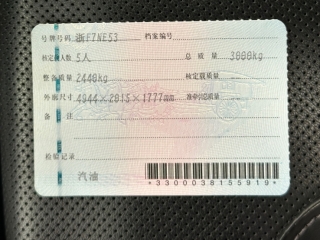 号牌号码 浙F7NE53 档案编号
核定载人数 5人 总质量 3000kg
整备质量 2440kg 核定载质量
外廓尺寸 4944×2015×1777mm 准牵引总质量
备注
检验记录
汽油
*3300038155919*